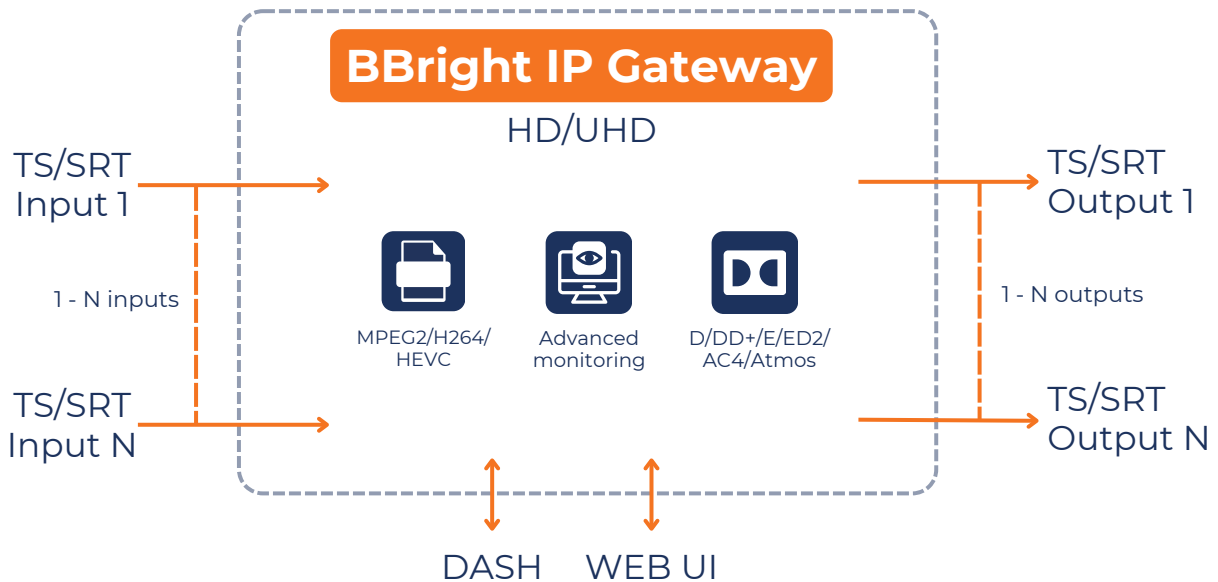 BBright IP Gateway
HD/UHD
TS/SRT
Input 1
TS/SRT
Output 1
1 - N inputs
1 - N outputs
MPEG2/H264/
HEVC
Advanced
monitoring
D/DD+/E/ED2/
AC4/Atmos
TS/SRT
Input N
TS/SRT
Output N
DASH
WEB UI